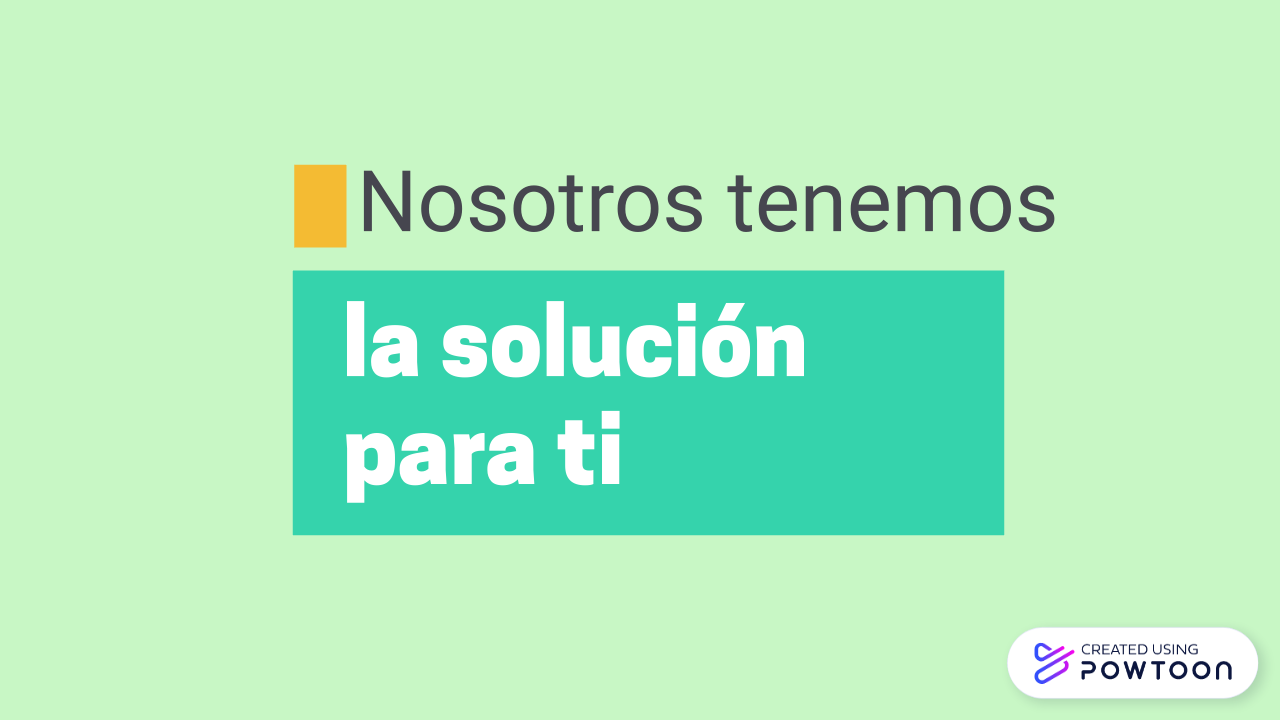 Nosotros tenemos
la solución
para ti
CREATED USING
POWTOON